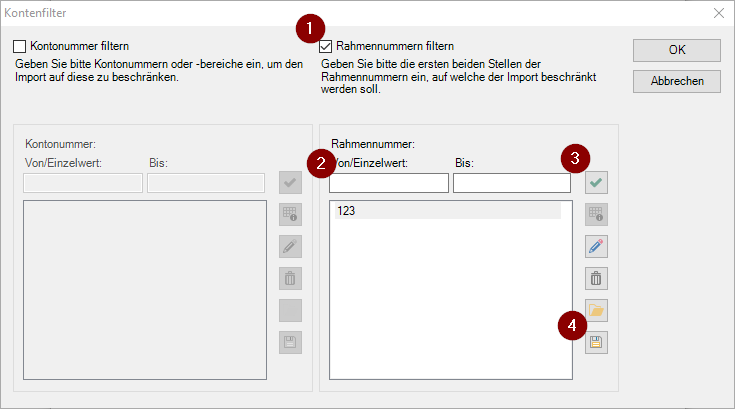 Kontenfilter
1
Kontonummer filtern
Rahmennummern filtern
OK
Geben Sie bitte Kontonummern oder -bereiche ein, um den
Import auf diese zu beschränken.
Geben Sie bitte die ersten beiden Stellen der
Rahmennummern ein, auf welche der Import beschränkt
werden soll.
Abbrechen
Kontonummer:
Von/Einzelwert:
Bis:
Rahmennummer:
2
Von/Einzelwert:
Bis:
3
123
4